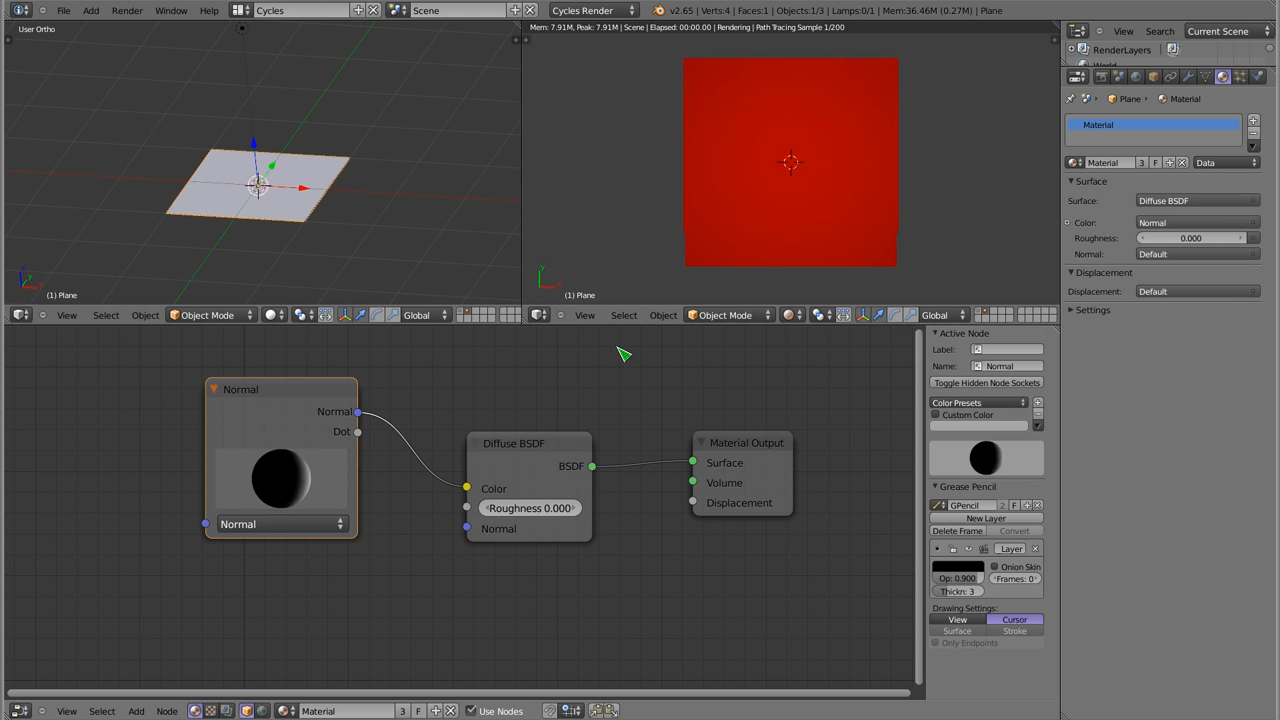 File Add Render Window Help Cycles Scene Cycles Render v2.65 | Verts:4 | Faces:1 | Objects:1/3 | Lamps:0/1 | Mem:36.46M (0.27M) | Plane
User Ortho
Mem: 7.91M, Peak: 7.91M | Scene | Elapsed: 00:00.00 | Rendering | Path Tracing Sample 1/200
(1) Plane
(1) Plane
View Select Object Object Mode Global
View Select Object Object Mode Global
View Search Current Scene
RenderLayers
World
Plane Material
Material
Material 3 F Data
Surface
Surface: Diffuse BSDF
Color: Normal
Roughness: 0.000
Normal: Default
Displacement
Displacement: Default
Settings
Normal
Normal
Dot
Normal
Diffuse BSDF
BSDF
Color
Roughness 0.000
Normal
Material Output
Surface
Volume
Displacement
Active Node
Label:
Name: Normal
Toggle Hidden Node Sockets
Color Presets
Custom Color
Grease Pencil
GPencil 2 F
New Layer
Delete Frame Convert
Layer
Onion Skin
Op: 0.900 Frames: 0
Thickn: 3
Drawing Settings:
View Cursor
Surface Stroke
Only Endpoints
View Select Add Node Material 3 F Use Nodes